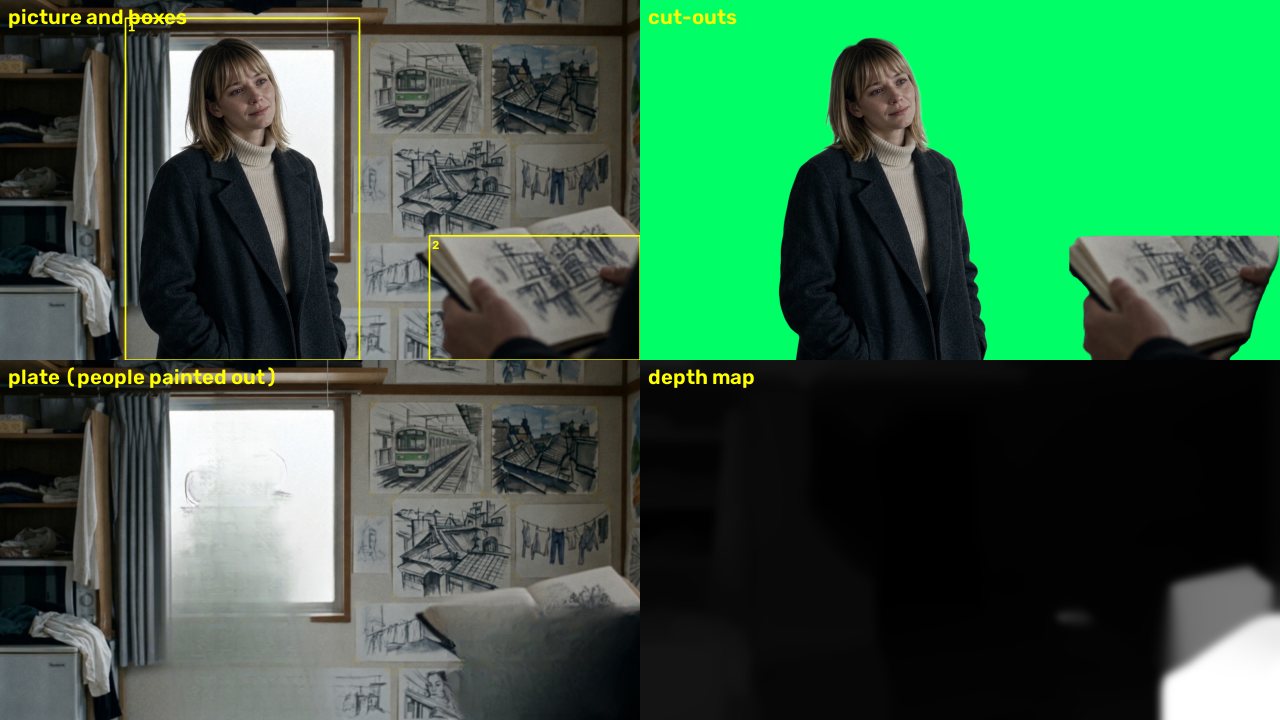 picture and boxes
1
2
cut-outs
plate (people painted out)
depth map